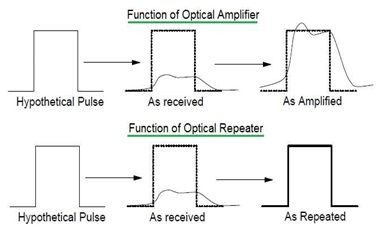 Function of Optical Amplifier
Hypothetical Pulse As received As Amplified
Function of Optical Repeater
Hypothetical Pulse As received As Repeated